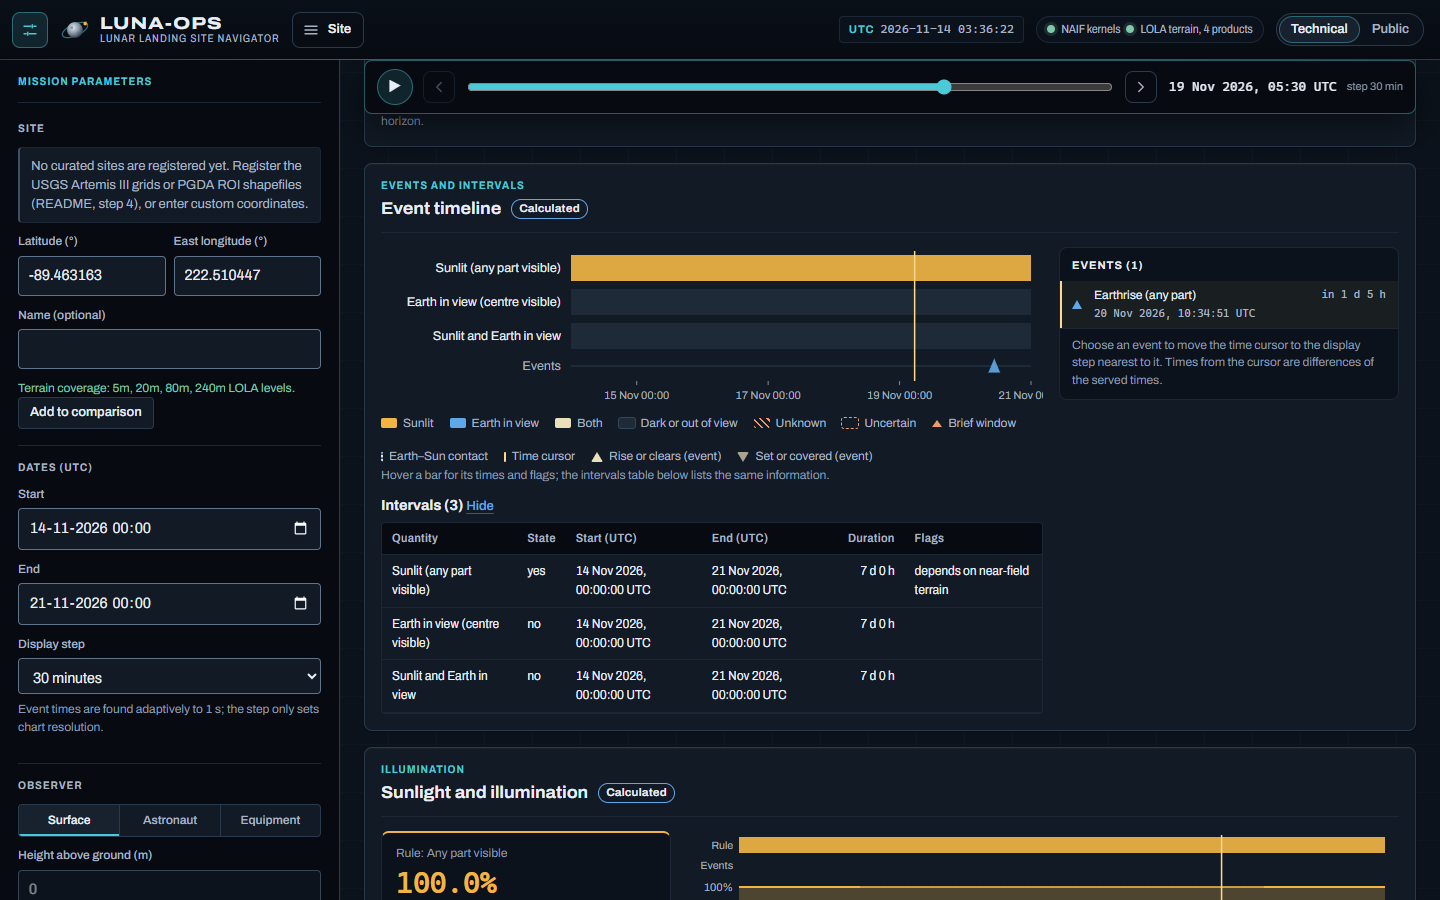 LUNA-OPS
LUNAR LANDING SITE NAVIGATOR
Site
UTC 2026-11-14 03:36:22
NAIF kernels
LOLA terrain, 4 products
Technical
Public
MISSION PARAMETERS
SITE
No curated sites are registered yet. Register the
USGS Artemis III grids or PGDA ROI shapefiles
(README, step 4), or enter custom coordinates.
Latitude (°)
East longitude (°)
-89.463163
222.510447
Name (optional)
Terrain coverage: 5m, 20m, 80m, 240m LOLA levels.
Add to comparison
DATES (UTC)
Start
14-11-2026 00:00
End
21-11-2026 00:00
Display step
30 minutes
Event times are found adaptively to 1 s; the step only sets
chart resolution.
OBSERVER
Surface
Astronaut
Equipment
Height above ground (m)
0
19 Nov 2026, 05:30 UTC
step 30 min
horizon.
EVENTS AND INTERVALS
Event timeline
Calculated
Sunlit (any part visible)
Earth in view (centre visible)
Sunlit and Earth in view
Events
15 Nov 00:00
17 Nov 00:00
19 Nov 00:00
21 Nov 0
Sunlit
Earth in view
Both
Dark or out of view
Unknown
Uncertain
Brief window
Earth–Sun contact
Time cursor
Rise or clears (event)
Set or covered (event)
Hover a bar for its times and flags; the intervals table below lists the same information.
EVENTS (1)
Earthrise (any part)
in 1 d 5 h
20 Nov 2026, 10:34:51 UTC
Choose an event to move the time cursor to the display
step nearest to it. Times from the cursor are differences of
the served times.
Intervals (3) Hide
Quantity State Start (UTC) End (UTC) Duration Flags
Sunlit (any part yes 14 Nov 2026, 21 Nov 2026, 7 d 0 h depends on near-field
visible) 00:00:00 UTC 00:00:00 UTC terrain
Earth in view (centre no 14 Nov 2026, 21 Nov 2026, 7 d 0 h
visible) 00:00:00 UTC 00:00:00 UTC
Sunlit and Earth in no 14 Nov 2026, 21 Nov 2026, 7 d 0 h
view 00:00:00 UTC 00:00:00 UTC
ILLUMINATION
Sunlight and illumination
Calculated
Rule: Any part visible
100.0%
Rule
Events
100%